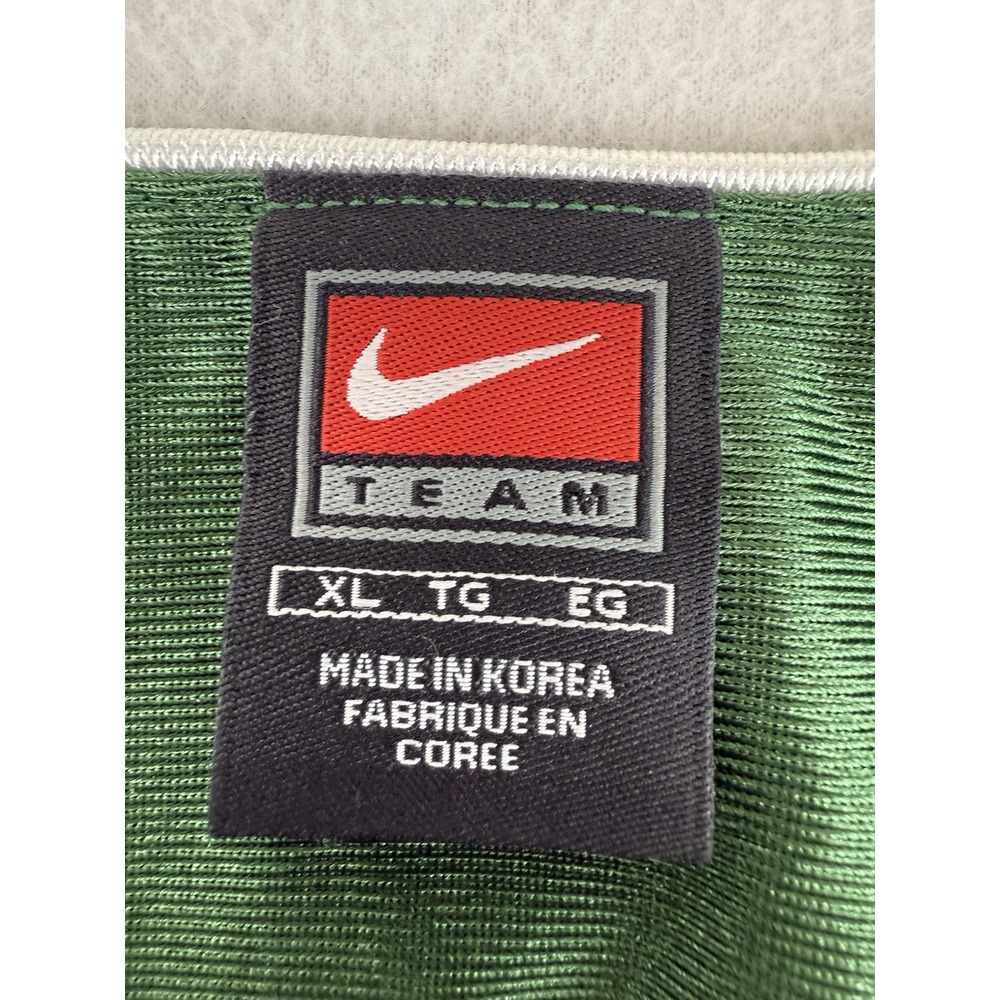 TEAM
XL TG EG
MADE IN KOREA
FABRIQUE EN
COREE